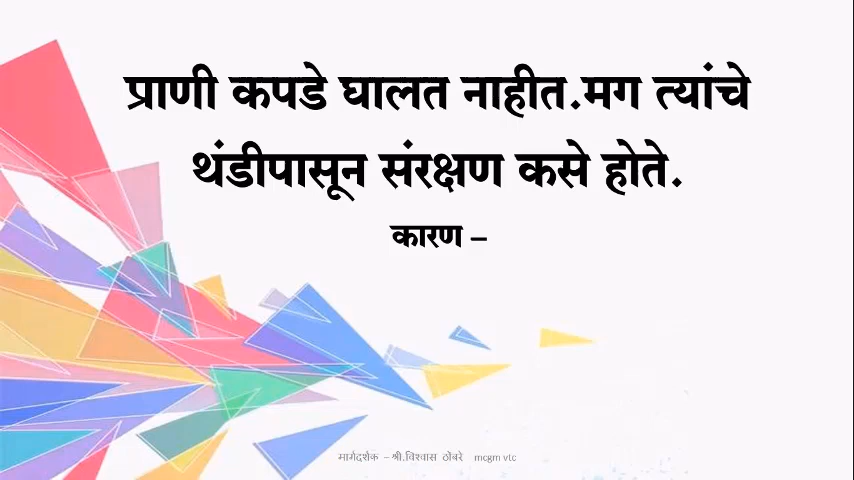 प्राणी कपडे घालत नाहीत.मग त्यांचे
थंडीपासून संरक्षण कसे होते.
कारण –
मार्गदर्शक – श्री.विश्वास ठोंबरे mcgm vtc